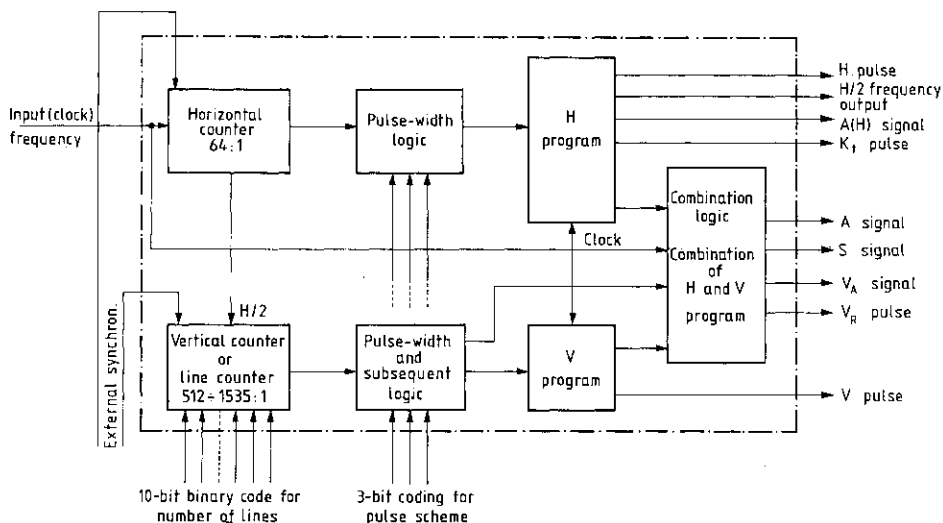 Input (clock)
frequency
Horizontal
counter
64:1
Pulse-width
logic
H
program
H pulse
H/2 frequency
output
A(H) signal
K₁ pulse
Combination
logic
Combination
of
H and V
program
A signal
S signal
V_A signal
V_R pulse
Clock
H/2
External synchron.
Vertical counter
or
line counter
512÷1535:1
Pulse-width
and
subsequent
logic
V
program
V pulse
10-bit binary code for
number of lines
3-bit coding for
pulse scheme